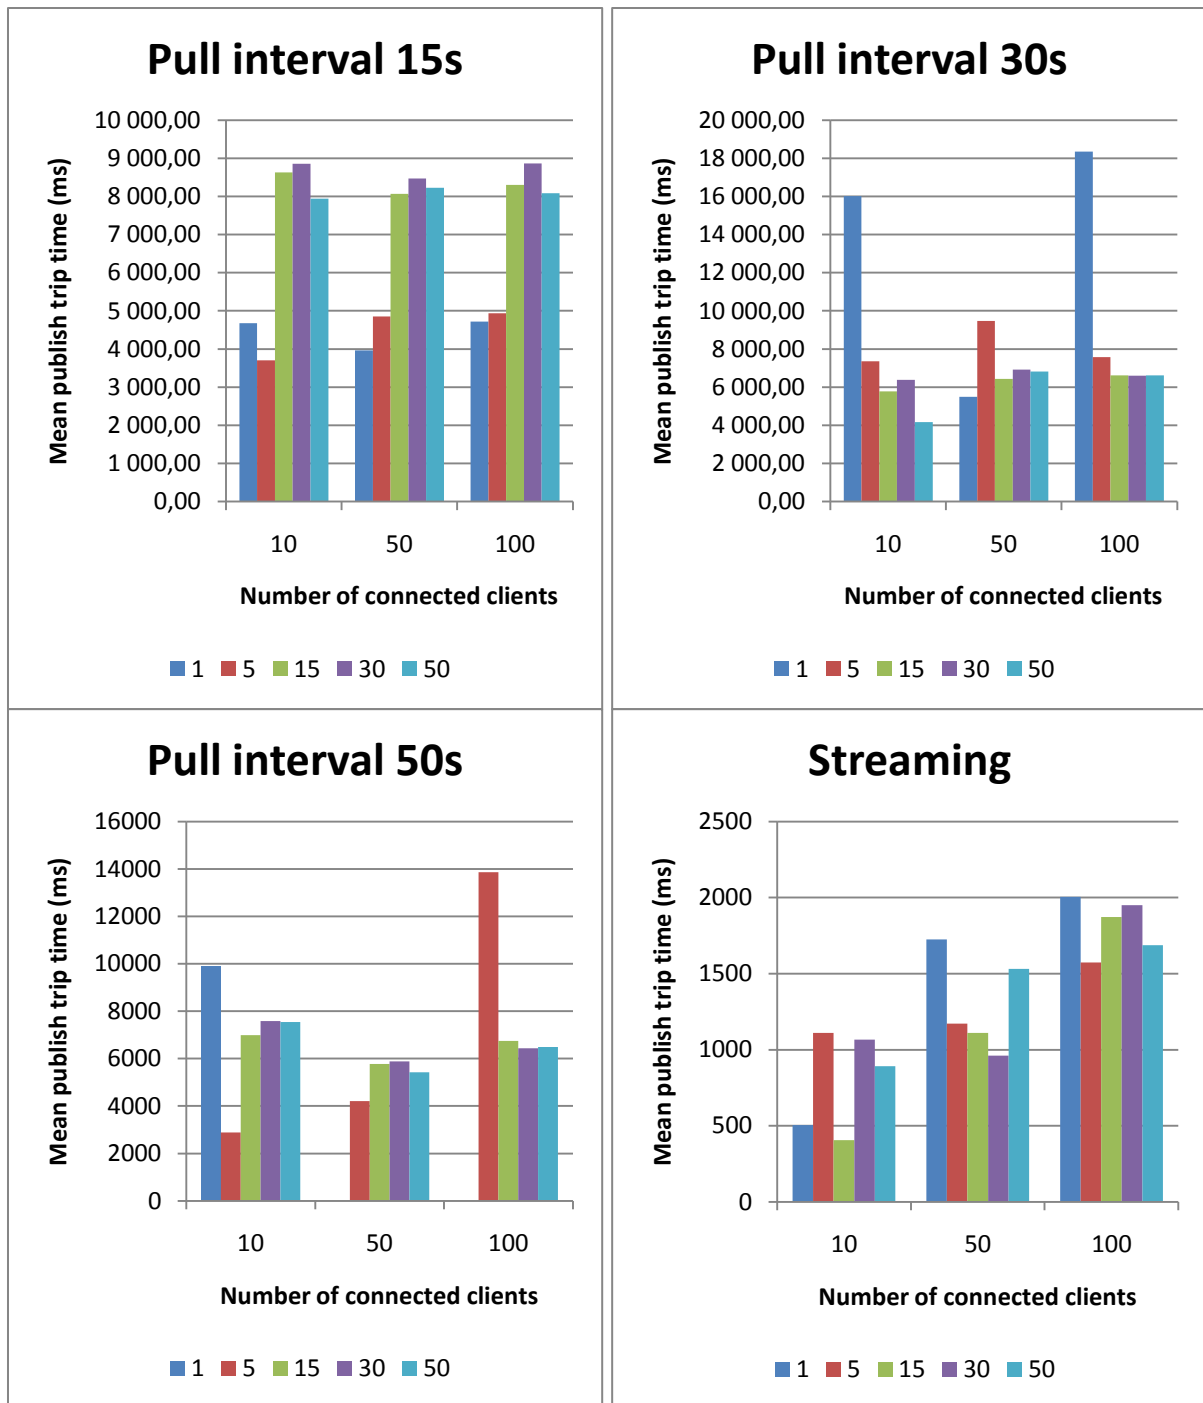 Pull interval 15s
Mean publish trip time (ms)
10 000,00
9 000,00
8 000,00
7 000,00
6 000,00
5 000,00
4 000,00
3 000,00
2 000,00
1 000,00
0,00
10 50 100
Number of connected clients
1 5 15 30 50
Pull interval 30s
Mean publish trip time (ms)
20 000,00
18 000,00
16 000,00
14 000,00
12 000,00
10 000,00
8 000,00
6 000,00
4 000,00
2 000,00
0,00
10 50 100
Number of connected clients
1 5 15 30 50
Pull interval 50s
Mean publish trip time (ms)
16000
14000
12000
10000
8000
6000
4000
2000
0
10 50 100
Number of connected clients
1 5 15 30 50
Streaming
Mean publish trip time (ms)
2500
2000
1500
1000
500
0
10 50 100
Number of connected clients
1 5 15 30 50